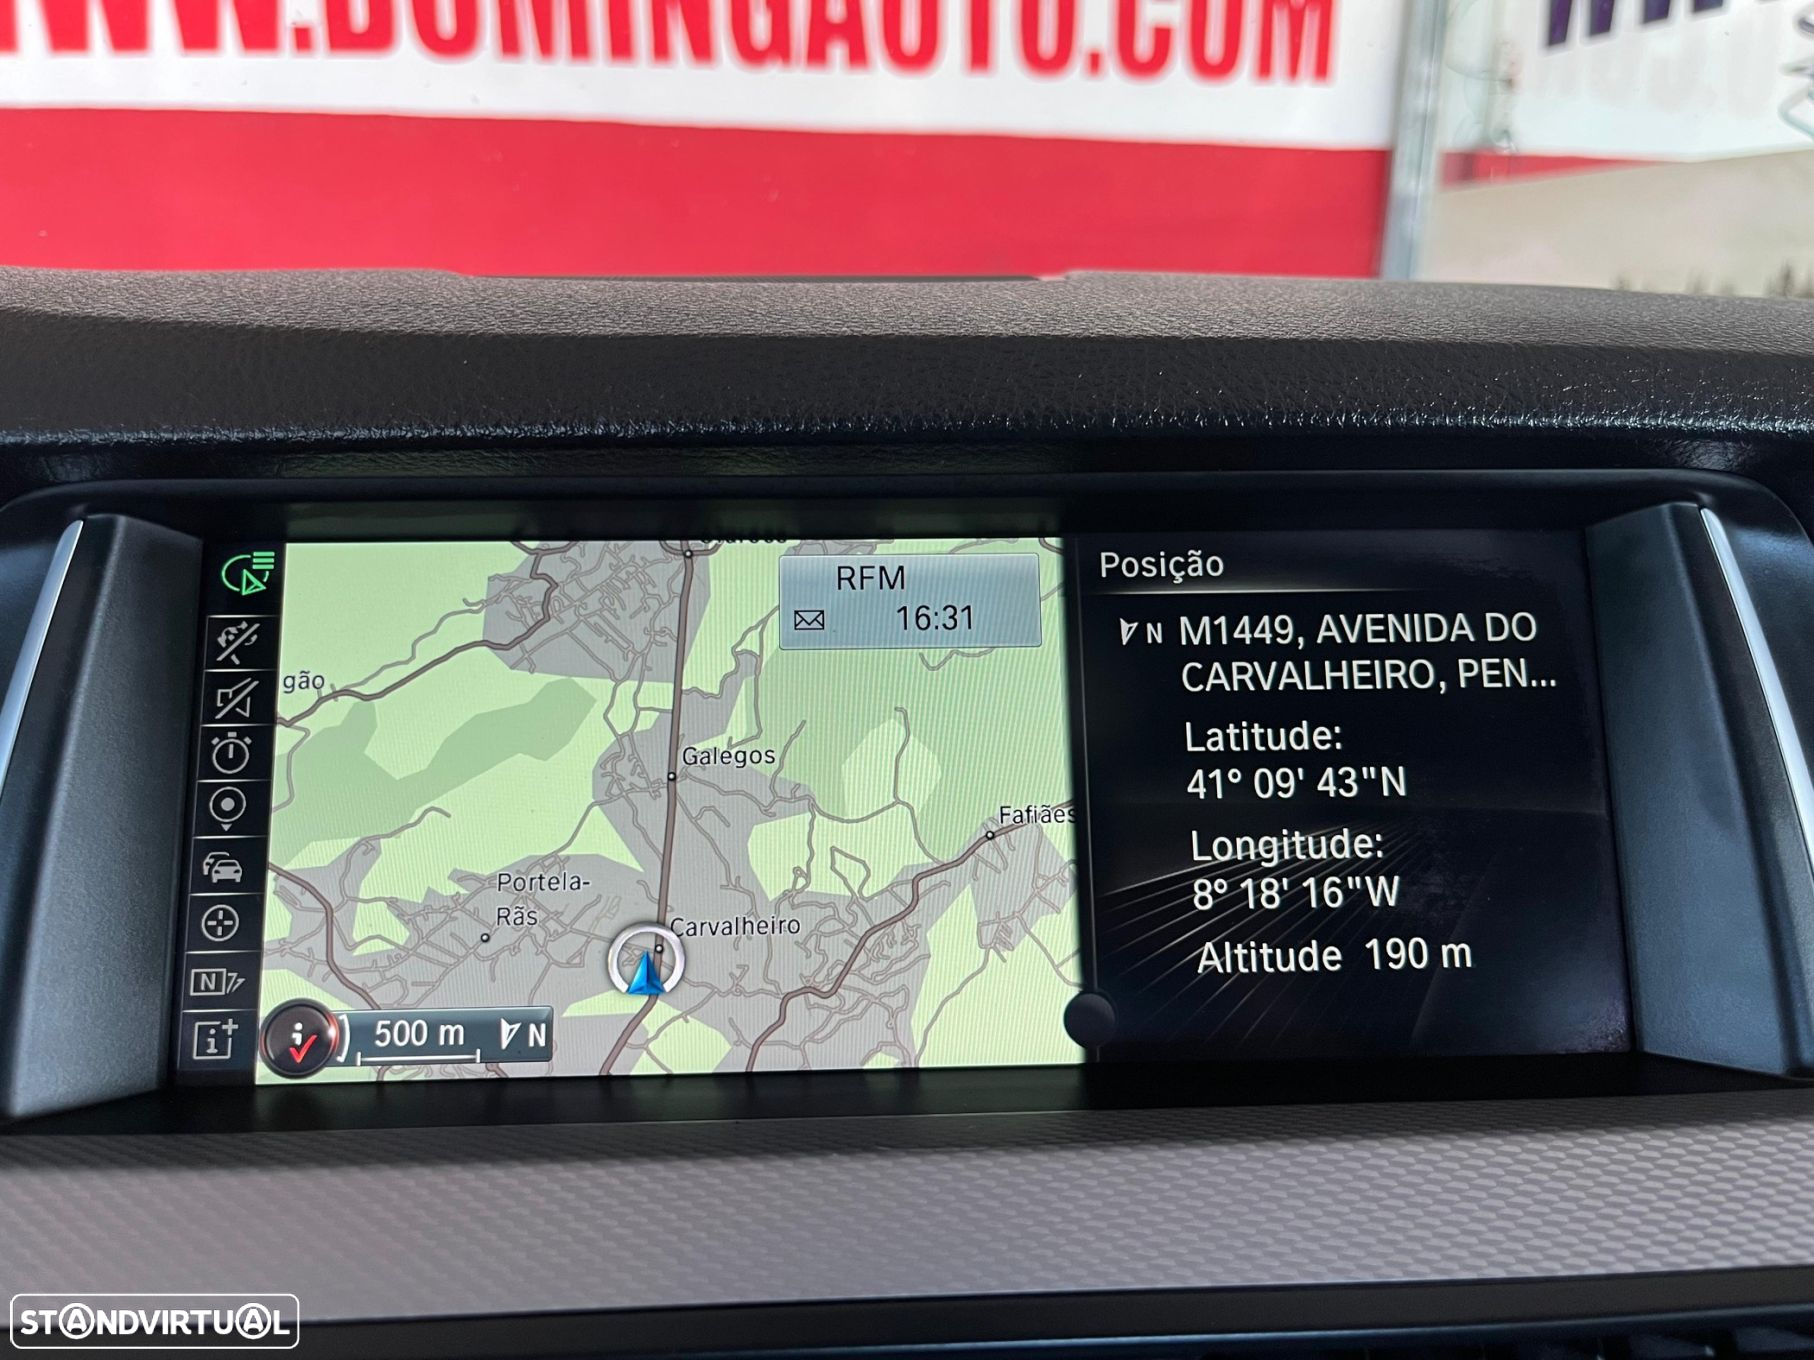 WWW.DOMINGAUTO.COM
gão
RFM
16:31
Galegos
Fafiães
Portela-
Rãs
Carvalheiro
500 m
N
Posição
N M1449, AVENIDA DO
CARVALHEIRO, PEN...
Latitude:
41° 09' 43"N
Longitude:
8° 18' 16"W
Altitude 190 m
N
STANDVIRTUAL